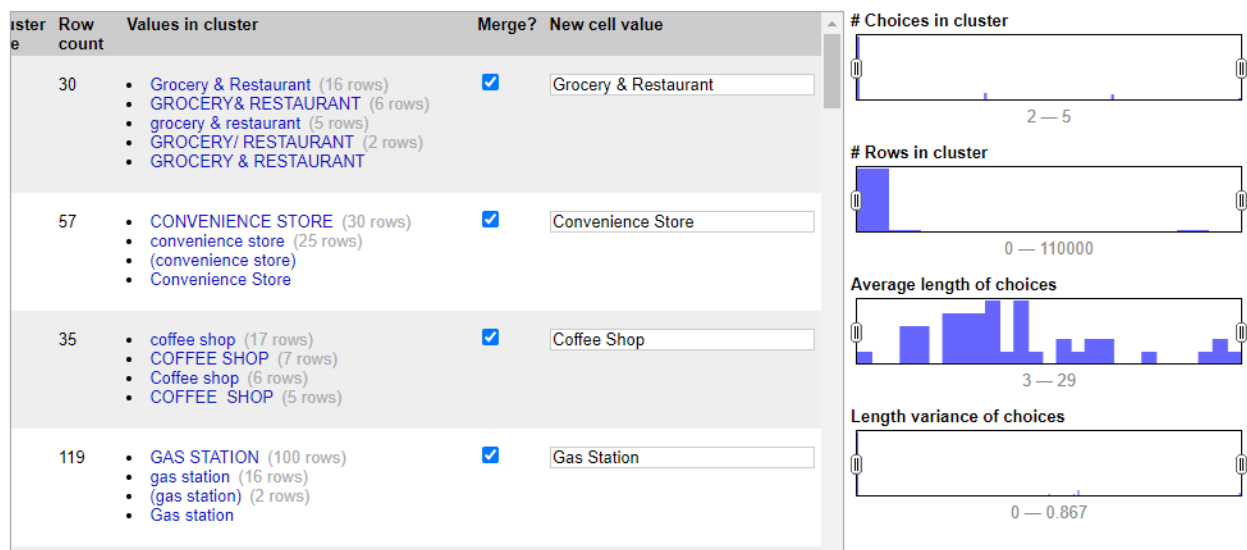 uster Row Values in cluster Merge? New cell value
e count
30
Grocery & Restaurant (16 rows)
GROCERY& RESTAURANT (6 rows)
grocery & restaurant (5 rows)
GROCERY/ RESTAURANT (2 rows)
GROCERY & RESTAURANT
Grocery & Restaurant
57
CONVENIENCE STORE (30 rows)
convenience store (25 rows)
(convenience store)
Convenience Store
Convenience Store
35
coffee shop (17 rows)
COFFEE SHOP (7 rows)
Coffee shop (6 rows)
COFFEE  SHOP (5 rows)
Coffee Shop
119
GAS STATION (100 rows)
gas station (16 rows)
(gas station) (2 rows)
Gas station
Gas Station
# Choices in cluster
2 — 5
# Rows in cluster
0 — 110000
Average length of choices
3 — 29
Length variance of choices
0 — 0.867